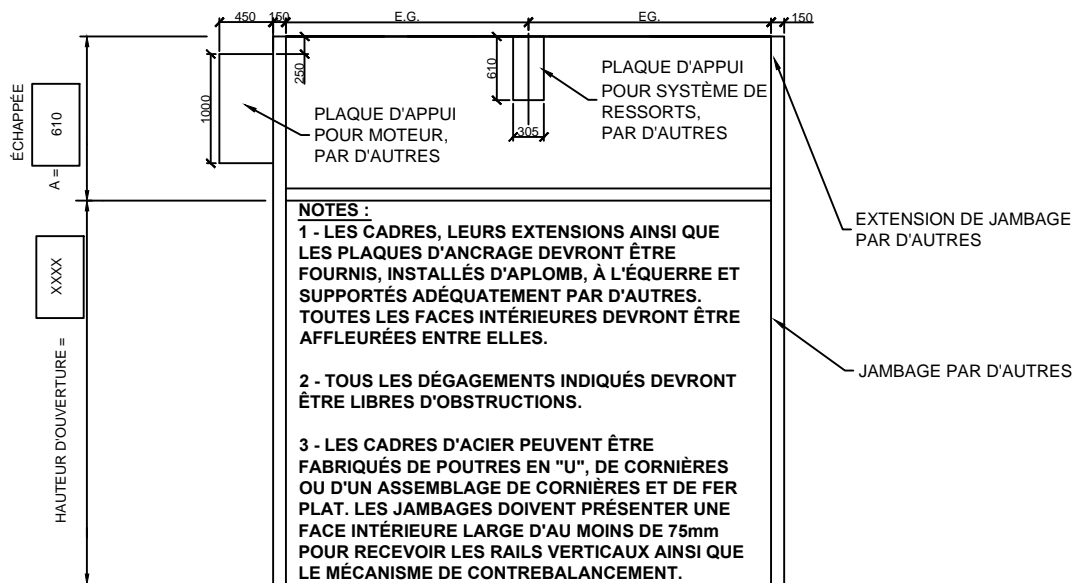 450
150
E.G.
EG.
150
ÉCHAPPÉE
A =
610
1000
250
610
305
PLAQUE D'APPUI
POUR MOTEUR,
PAR D'AUTRES
PLAQUE D'APPUI
POUR SYSTÈME DE
RESSORTS,
PAR D'AUTRES
EXTENSION DE JAMBAGE
PAR D'AUTRES
JAMBAGE PAR D'AUTRES
HAUTEUR D'OUVERTURE =
XXXX
NOTES :
1 - LES CADRES, LEURS EXTENSIONS AINSI QUE
LES PLAQUES D'ANCRAGE DEVRONT ÊTRE
FOURNIS, INSTALLÉS D'APLOMB, À L'ÉQUERRE ET
SUPPORTÉS ADÉQUATEMENT PAR D'AUTRES.
TOUTES LES FACES INTÉRIEURES DEVRONT ÊTRE
AFFLEURÉES ENTRE ELLES.
2 - TOUS LES DÉGAGEMENTS INDIQUÉS DEVRONT
ÊTRE LIBRES D'OBSTRUCTIONS.
3 - LES CADRES D'ACIER PEUVENT ÊTRE
FABRIQUÉS DE POUTRES EN "U", DE CORNIÈRES
OU D'UN ASSEMBLAGE DE CORNIÈRES ET DE FER
PLAT. LES JAMBAGES DOIVENT PRÉSENTER UNE
FACE INTÉRIEURE LARGE D'AU MOINS DE 75mm
POUR RECEVOIR LES RAILS VERTICAUX AINSI QUE
LE MÉCANISME DE CONTREBALANCEMENT.